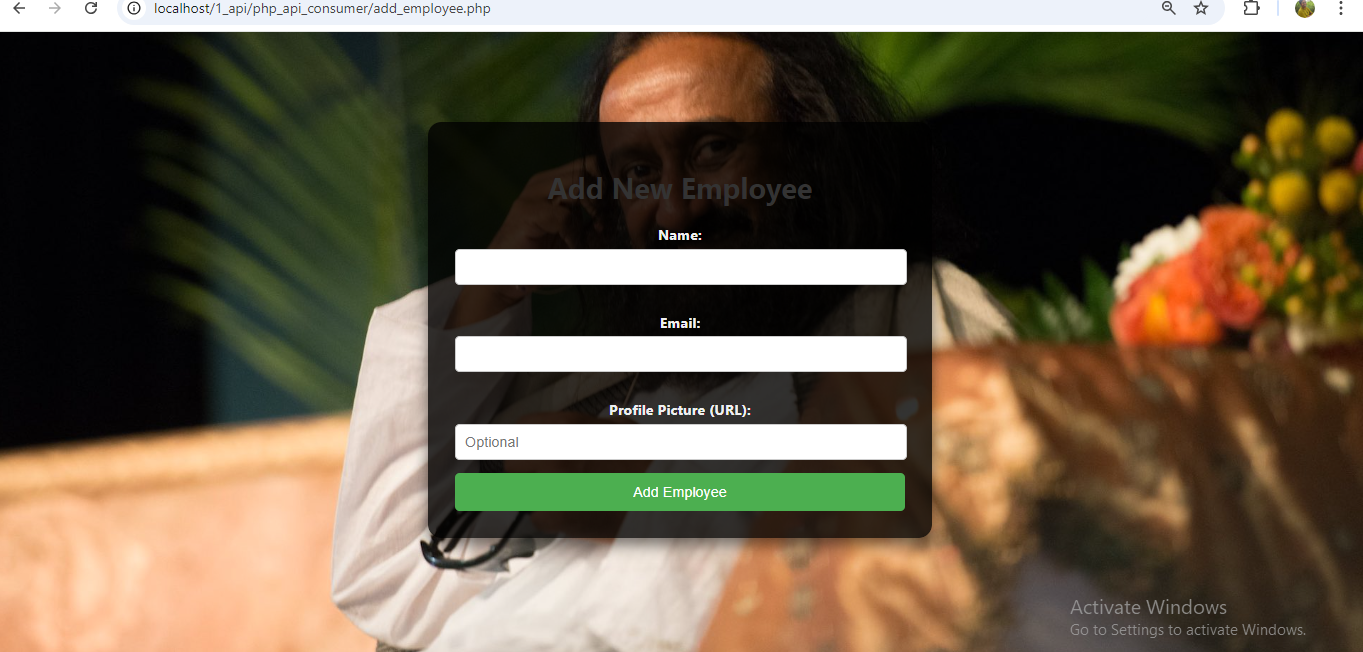 localhost/1_api/php_api_consumer/add_employee.php
Add New Employee
Name:
Email:
Profile Picture (URL):
Optional
Add Employee
Activate Windows
Go to Settings to activate Windows.